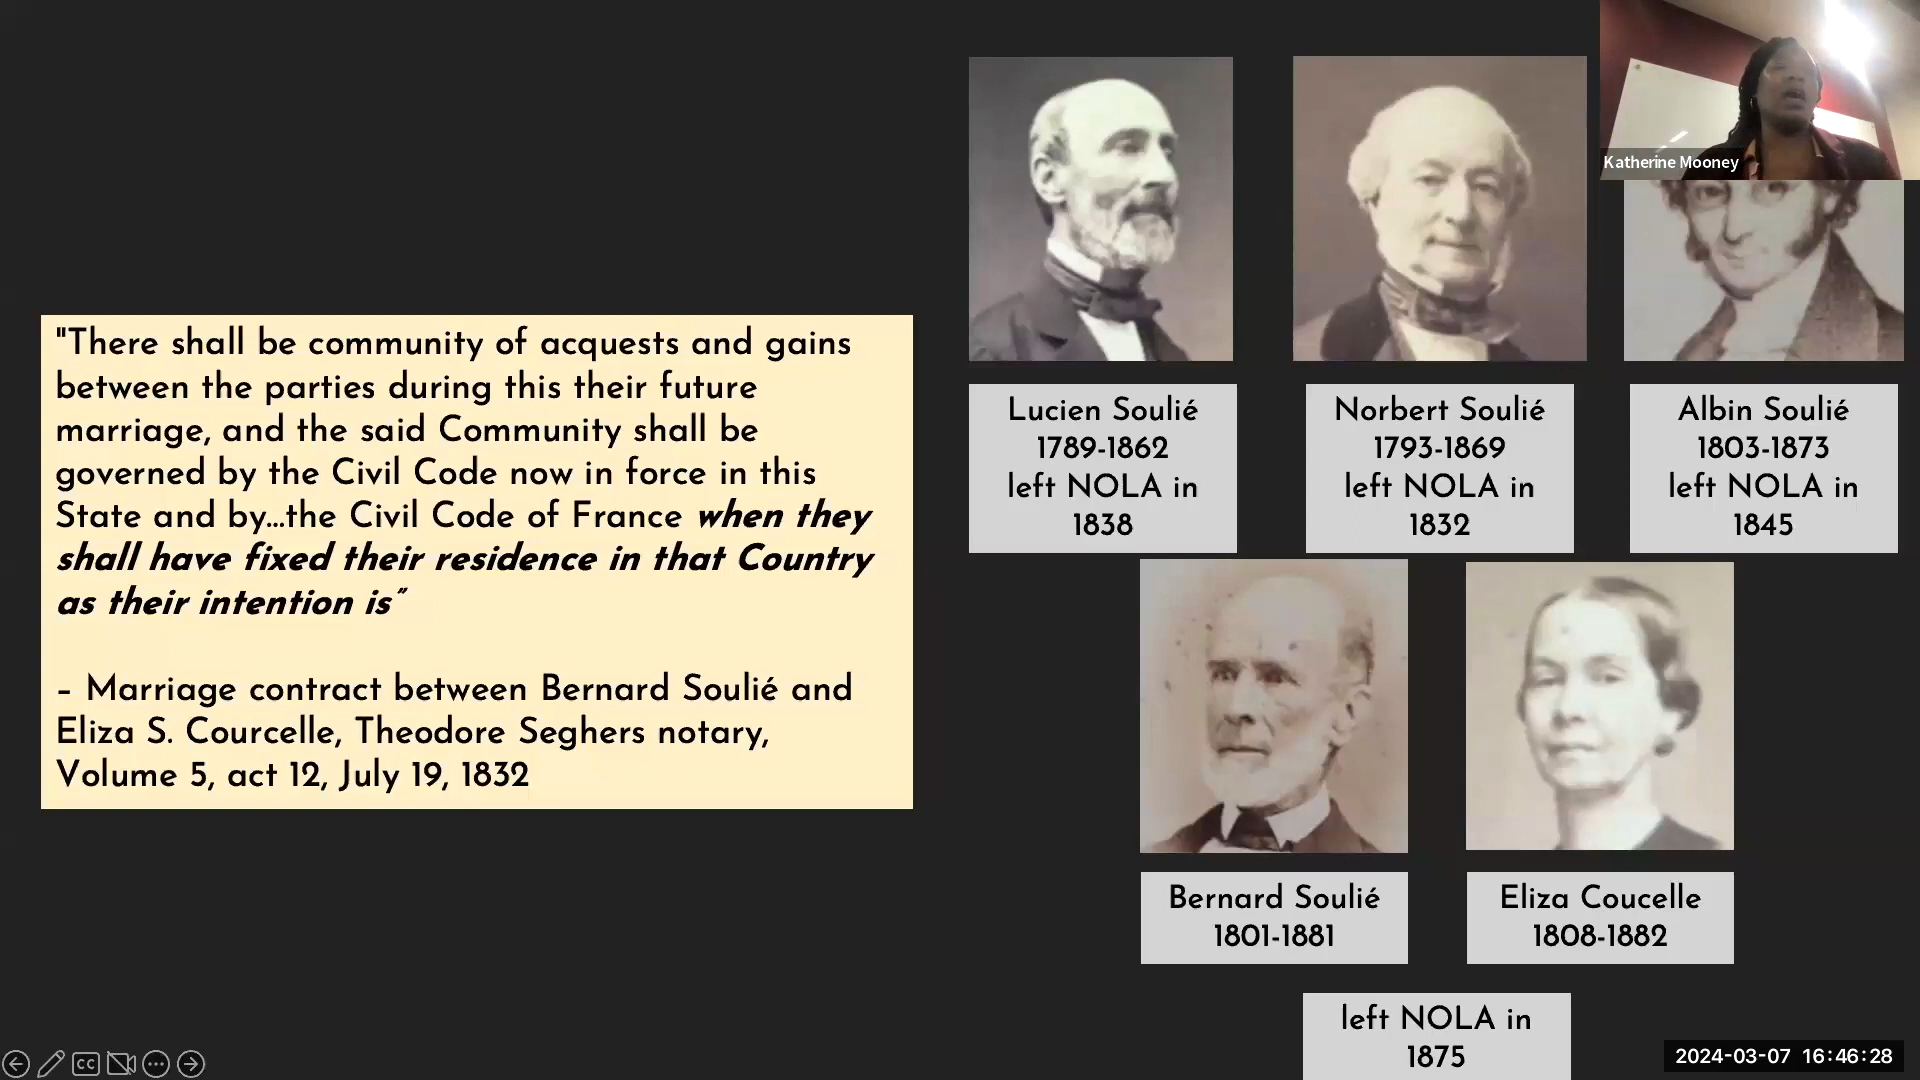 "There shall be community of acquests and gains
between the parties during this their future
marriage, and the said Community shall be
governed by the Civil Code now in force in this
State and by...the Civil Code of France when they
shall have fixed their residence in that Country
as their intention is”
– Marriage contract between Bernard Soulié and
Eliza S. Courcelle, Theodore Seghers notary,
Volume 5, act 12, July 19, 1832
Katherine Mooney
Lucien Soulié
1789-1862
left NOLA in
1838
Norbert Soulié
1793-1869
left NOLA in
1832
Albin Soulié
1803-1873
left NOLA in
1845
Bernard Soulié
1801-1881
Eliza Coucelle
1808-1882
left NOLA in
1875
CC
2024-03-07 16:46:28